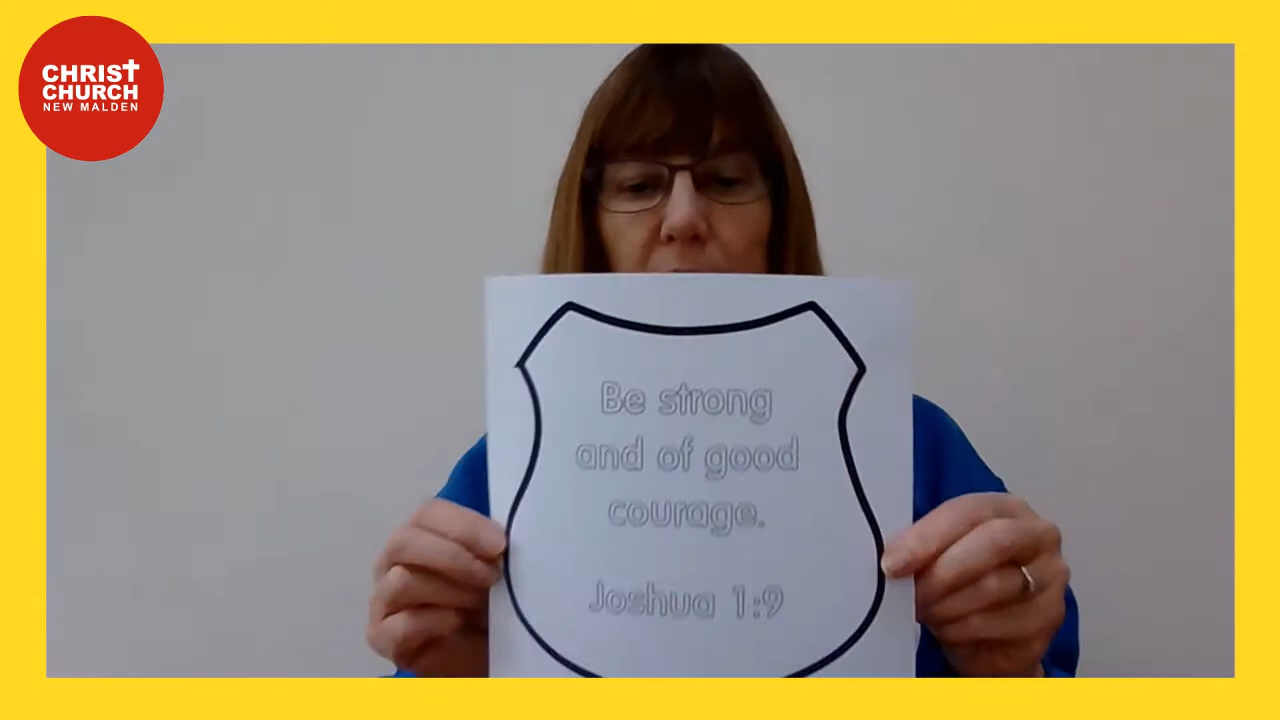 CHRIST
CHURCH
NEW MALDEN
Be strong
and of good
courage.
Joshua 1:9